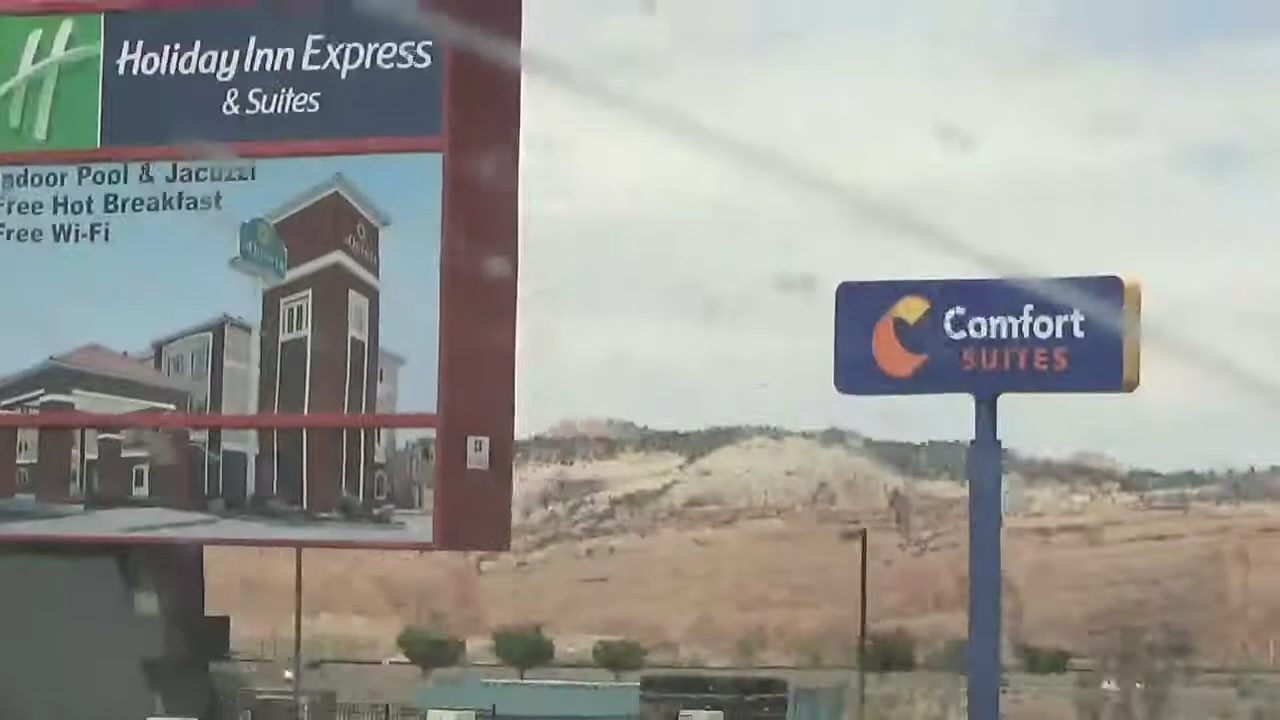 Holiday Inn Express
& Suites
ndoor Pool & Jacuzzi
Free Hot Breakfast
Free Wi-Fi
Comfort
SUITES